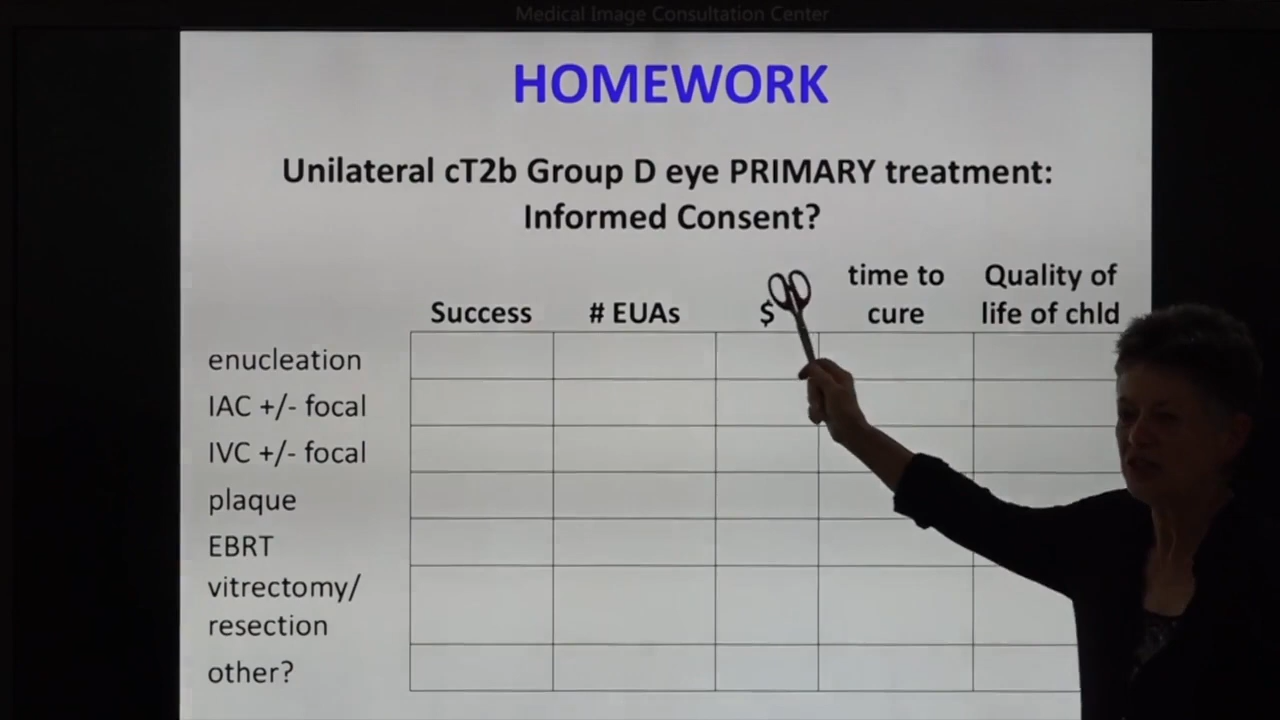 Medical Image Consultation Center
HOMEWORK
Unilateral cT2b Group D eye PRIMARY treatment:
Informed Consent?
Success # EUAs $ time to cure Quality of life of chld
enucleation
IAC +/- focal
IVC +/- focal
plaque
EBRT
vitrectomy/
resection
other?